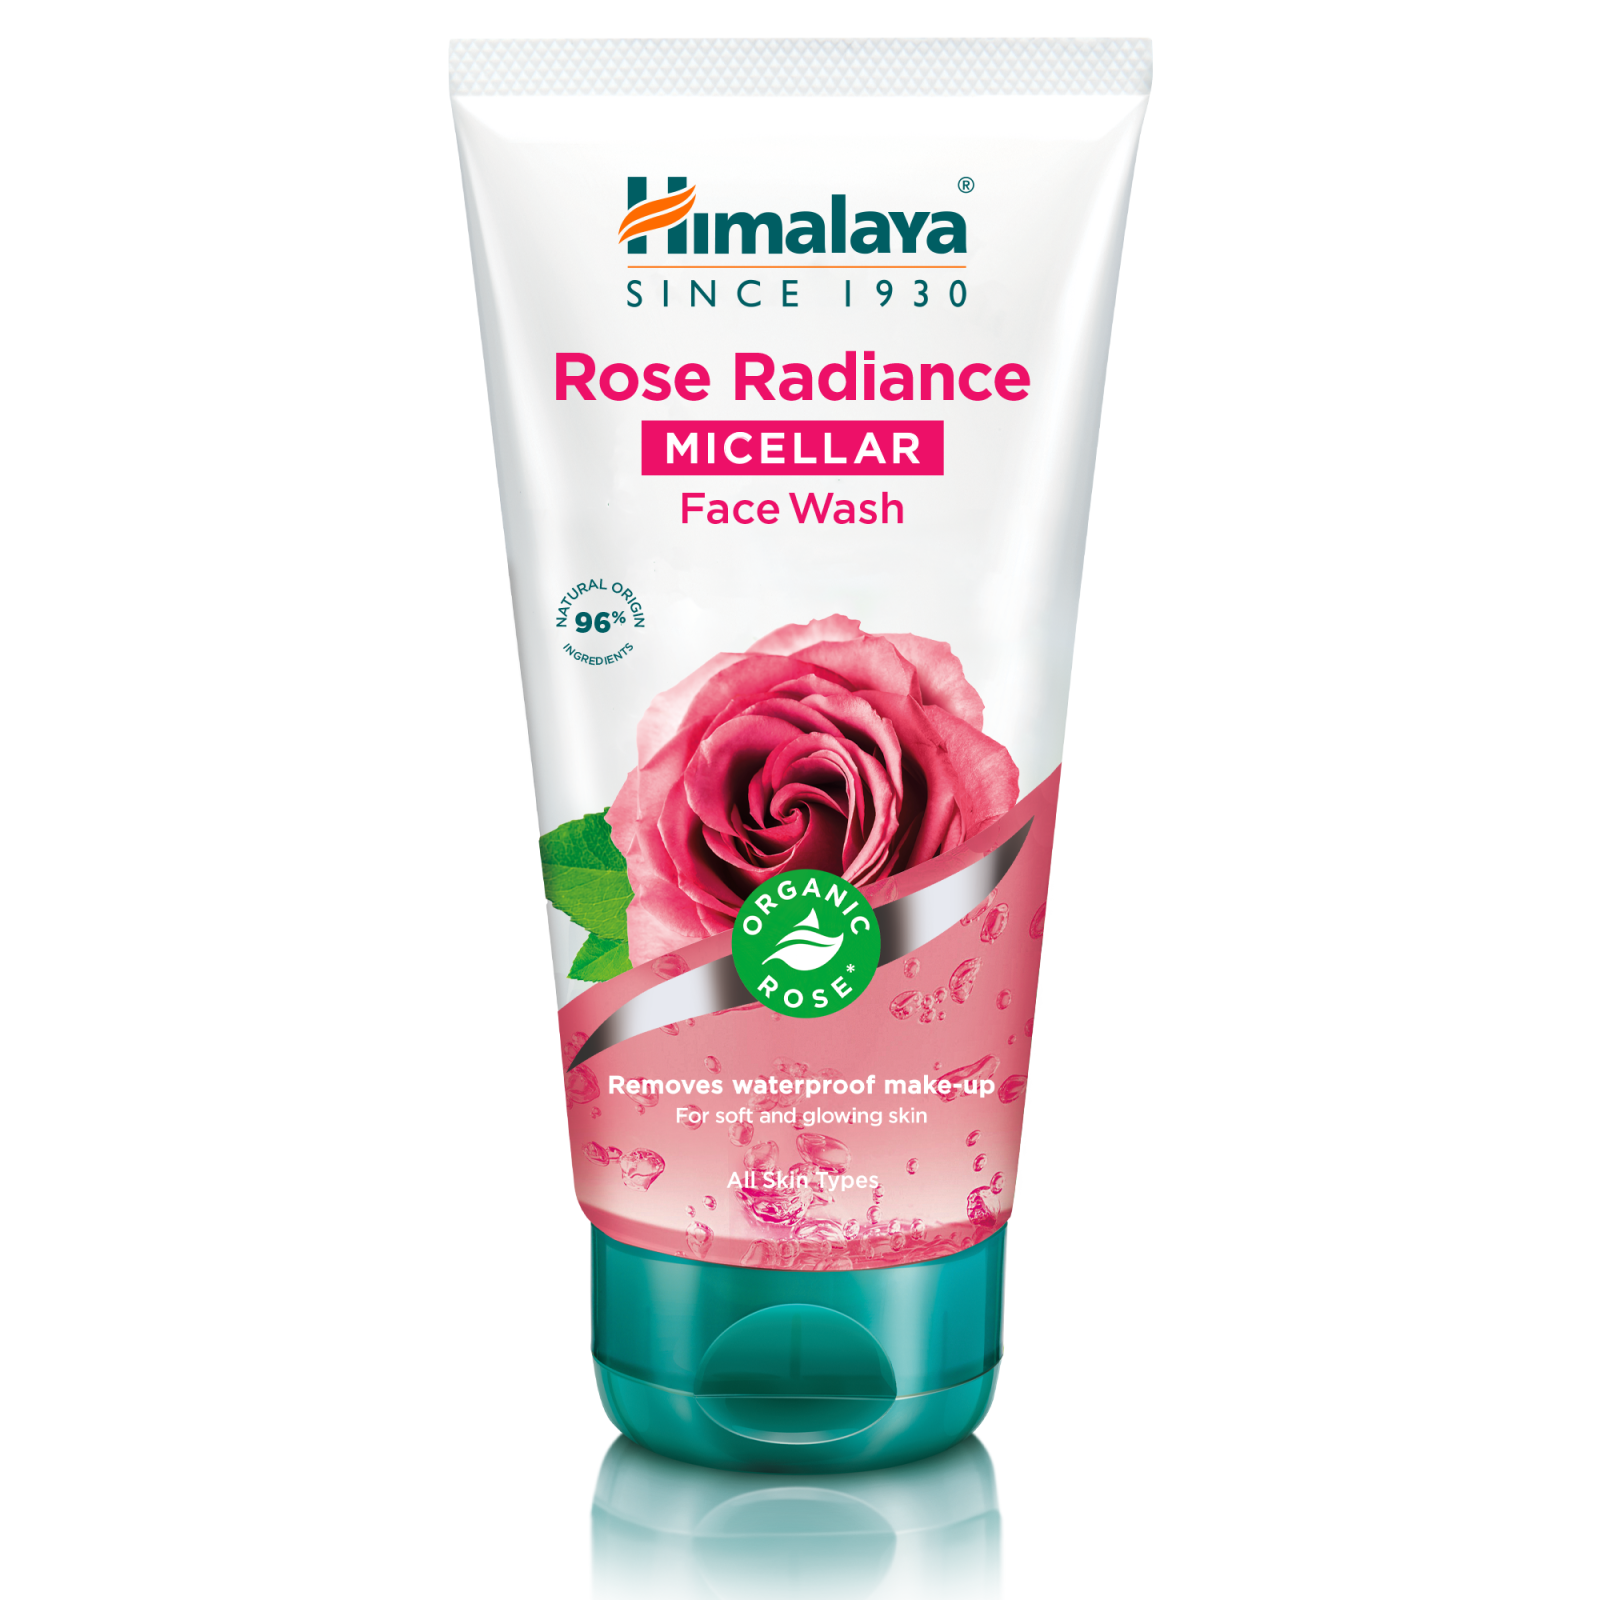 Himalaya®
SINCE 1930
Rose Radiance
MICELLAR
Face Wash
NATURAL ORIGIN
96%
INGREDIENTS
ORGANIC
ROSE*
Removes waterproof make-up
For soft and glowing skin
All Skin Types